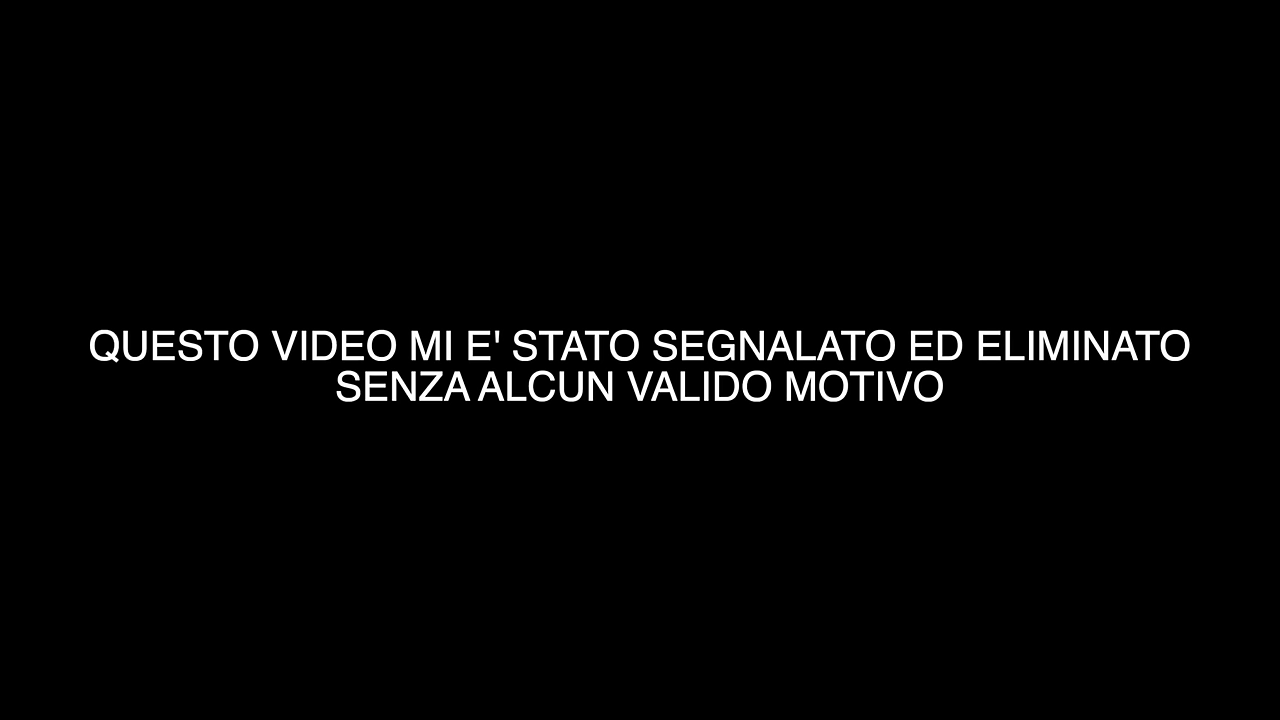 QUESTO VIDEO MI E' STATO SEGNALATO ED ELIMINATO
SENZA ALCUN VALIDO MOTIVO